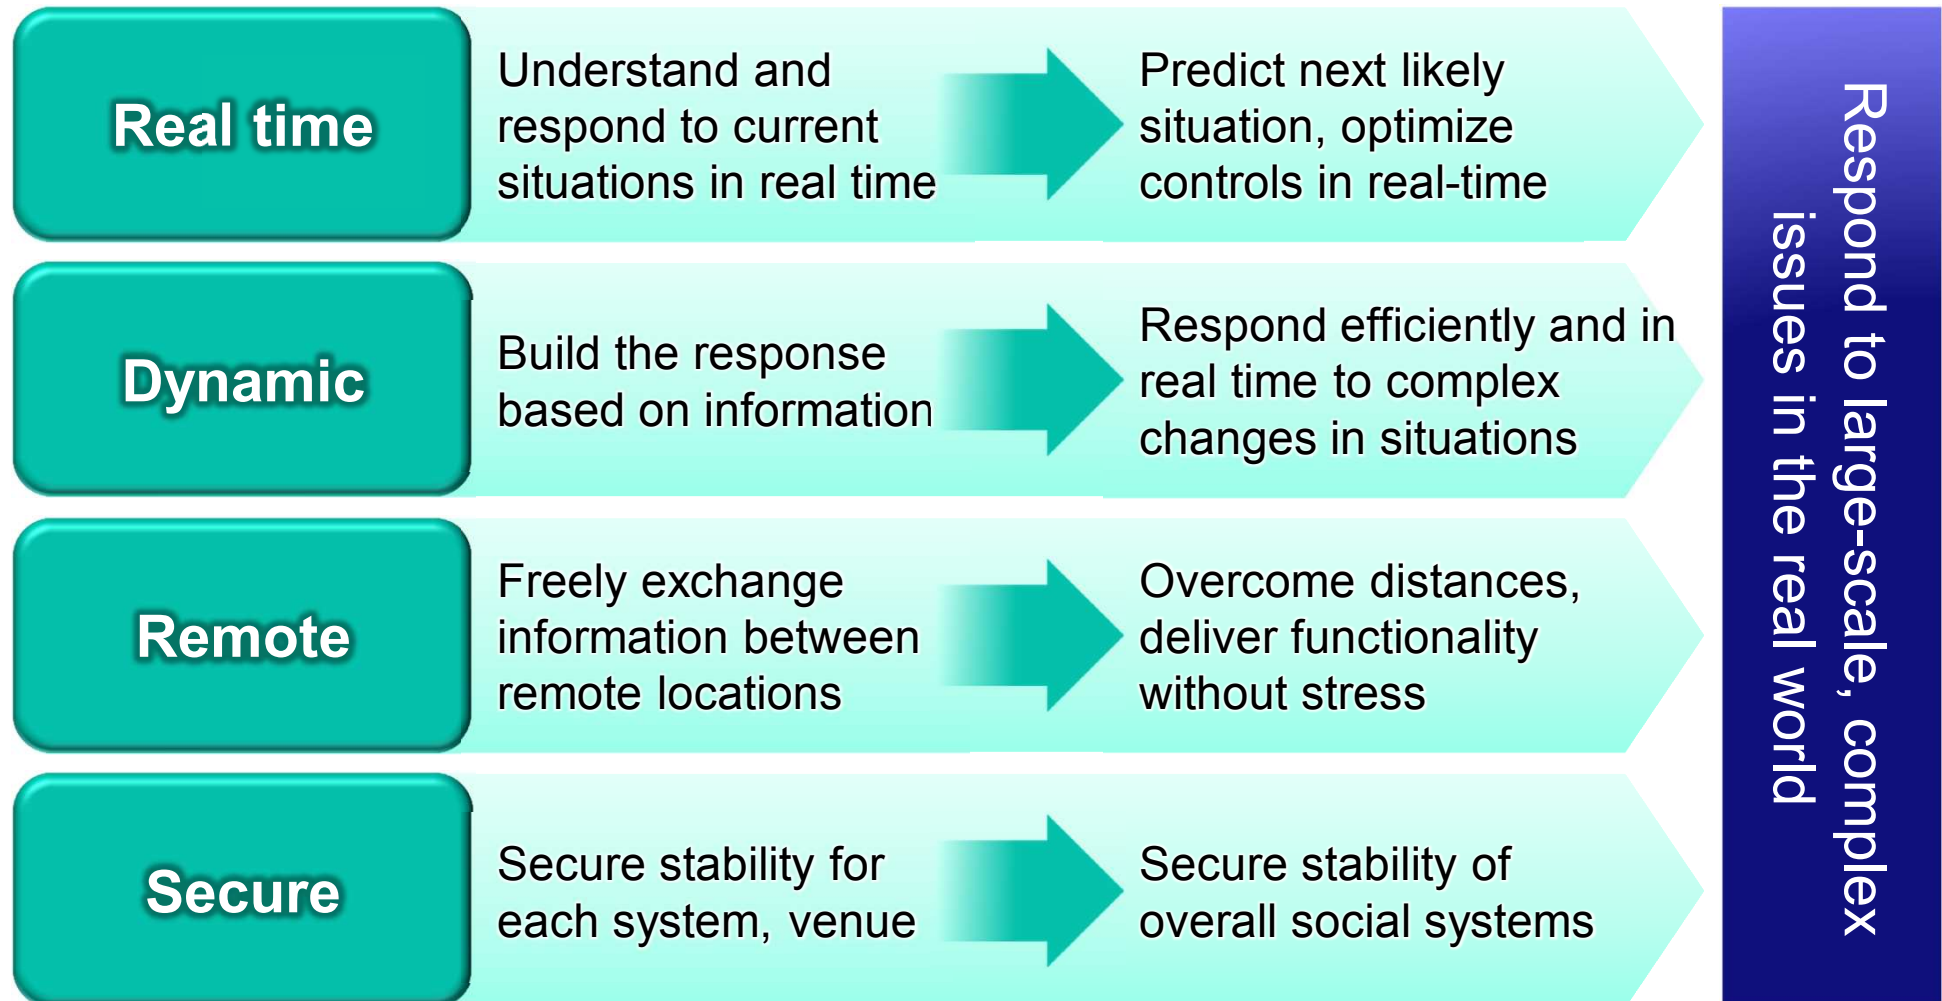 Real time
Understand and
respond to current
situations in real time
Predict next likely
situation, optimize
controls in real-time
Dynamic
Build the response
based on information
Respond efficiently and in
real time to complex
changes in situations
Remote
Freely exchange
information between
remote locations
Overcome distances,
deliver functionality
without stress
Secure
Secure stability for
each system, venue
Secure stability of
overall social systems
Respond to large-scale, complex
issues in the real world